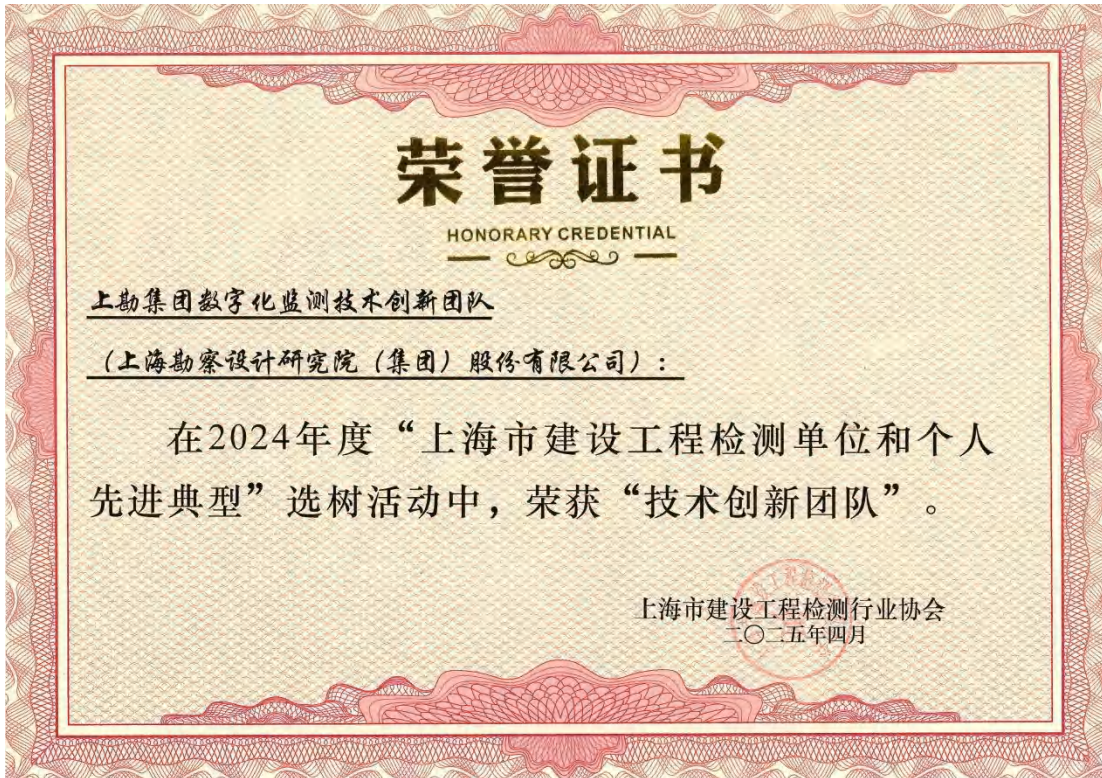 荣誉证书
HONORARY CREDENTIAL
上勘集团数字化监测技术创新团队
（上海勘察设计研究院（集团）股份有限公司）：
在2024年度“上海市建设工程检测单位和个人
先进典型”选树活动中，荣获“技术创新团队”。
上海市建设工程检测行业协会
二〇二五年四月